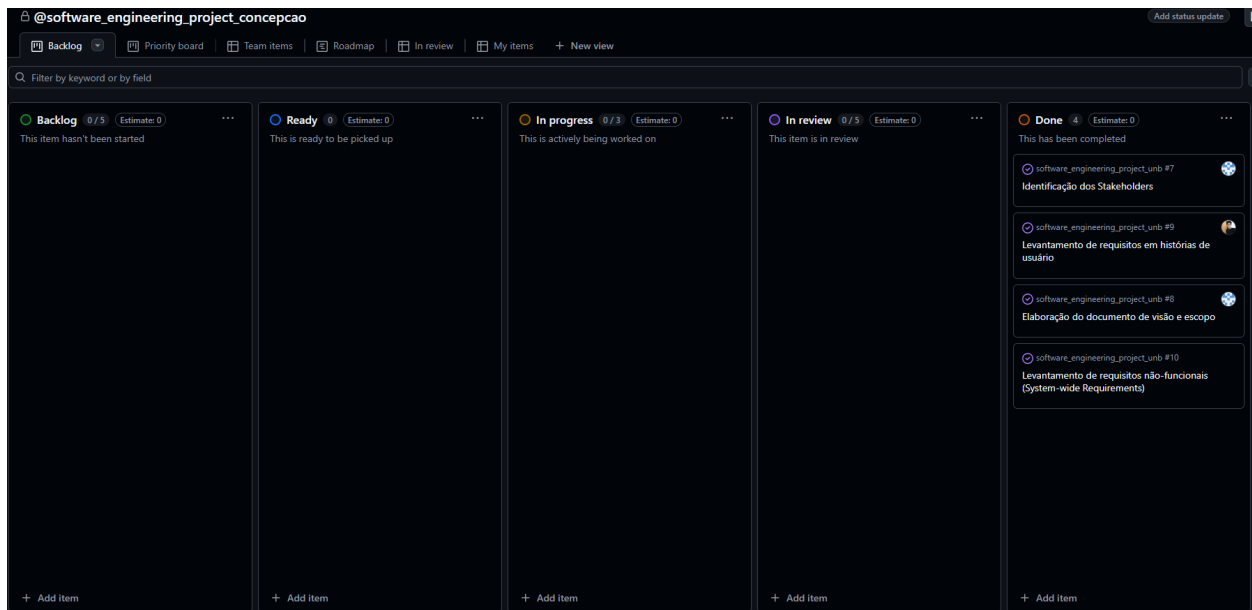 @software_engineering_project_concepcao
Add status update
Backlog
Priority board
Team items
Roadmap
In review
My items
+ New view
Filter by keyword or by field
Backlog 0 / 5 Estimate: 0 ...
This item hasn't been started
+ Add item
Ready 0 Estimate: 0 ...
This is ready to be picked up
+ Add item
In progress 0 / 3 Estimate: 0 ...
This is actively being worked on
+ Add item
In review 0 / 5 Estimate: 0 ...
This item is in review
+ Add item
Done 4 Estimate: 0 ...
This has been completed
software_engineering_project_unb #7
Identificação dos Stakeholders
software_engineering_project_unb #9
Levantamento de requisitos em histórias de
usuário
software_engineering_project_unb #8
Elaboração do documento de visão e escopo
software_engineering_project_unb #10
Levantamento de requisitos não-funcionais
(System-wide Requirements)
+ Add item